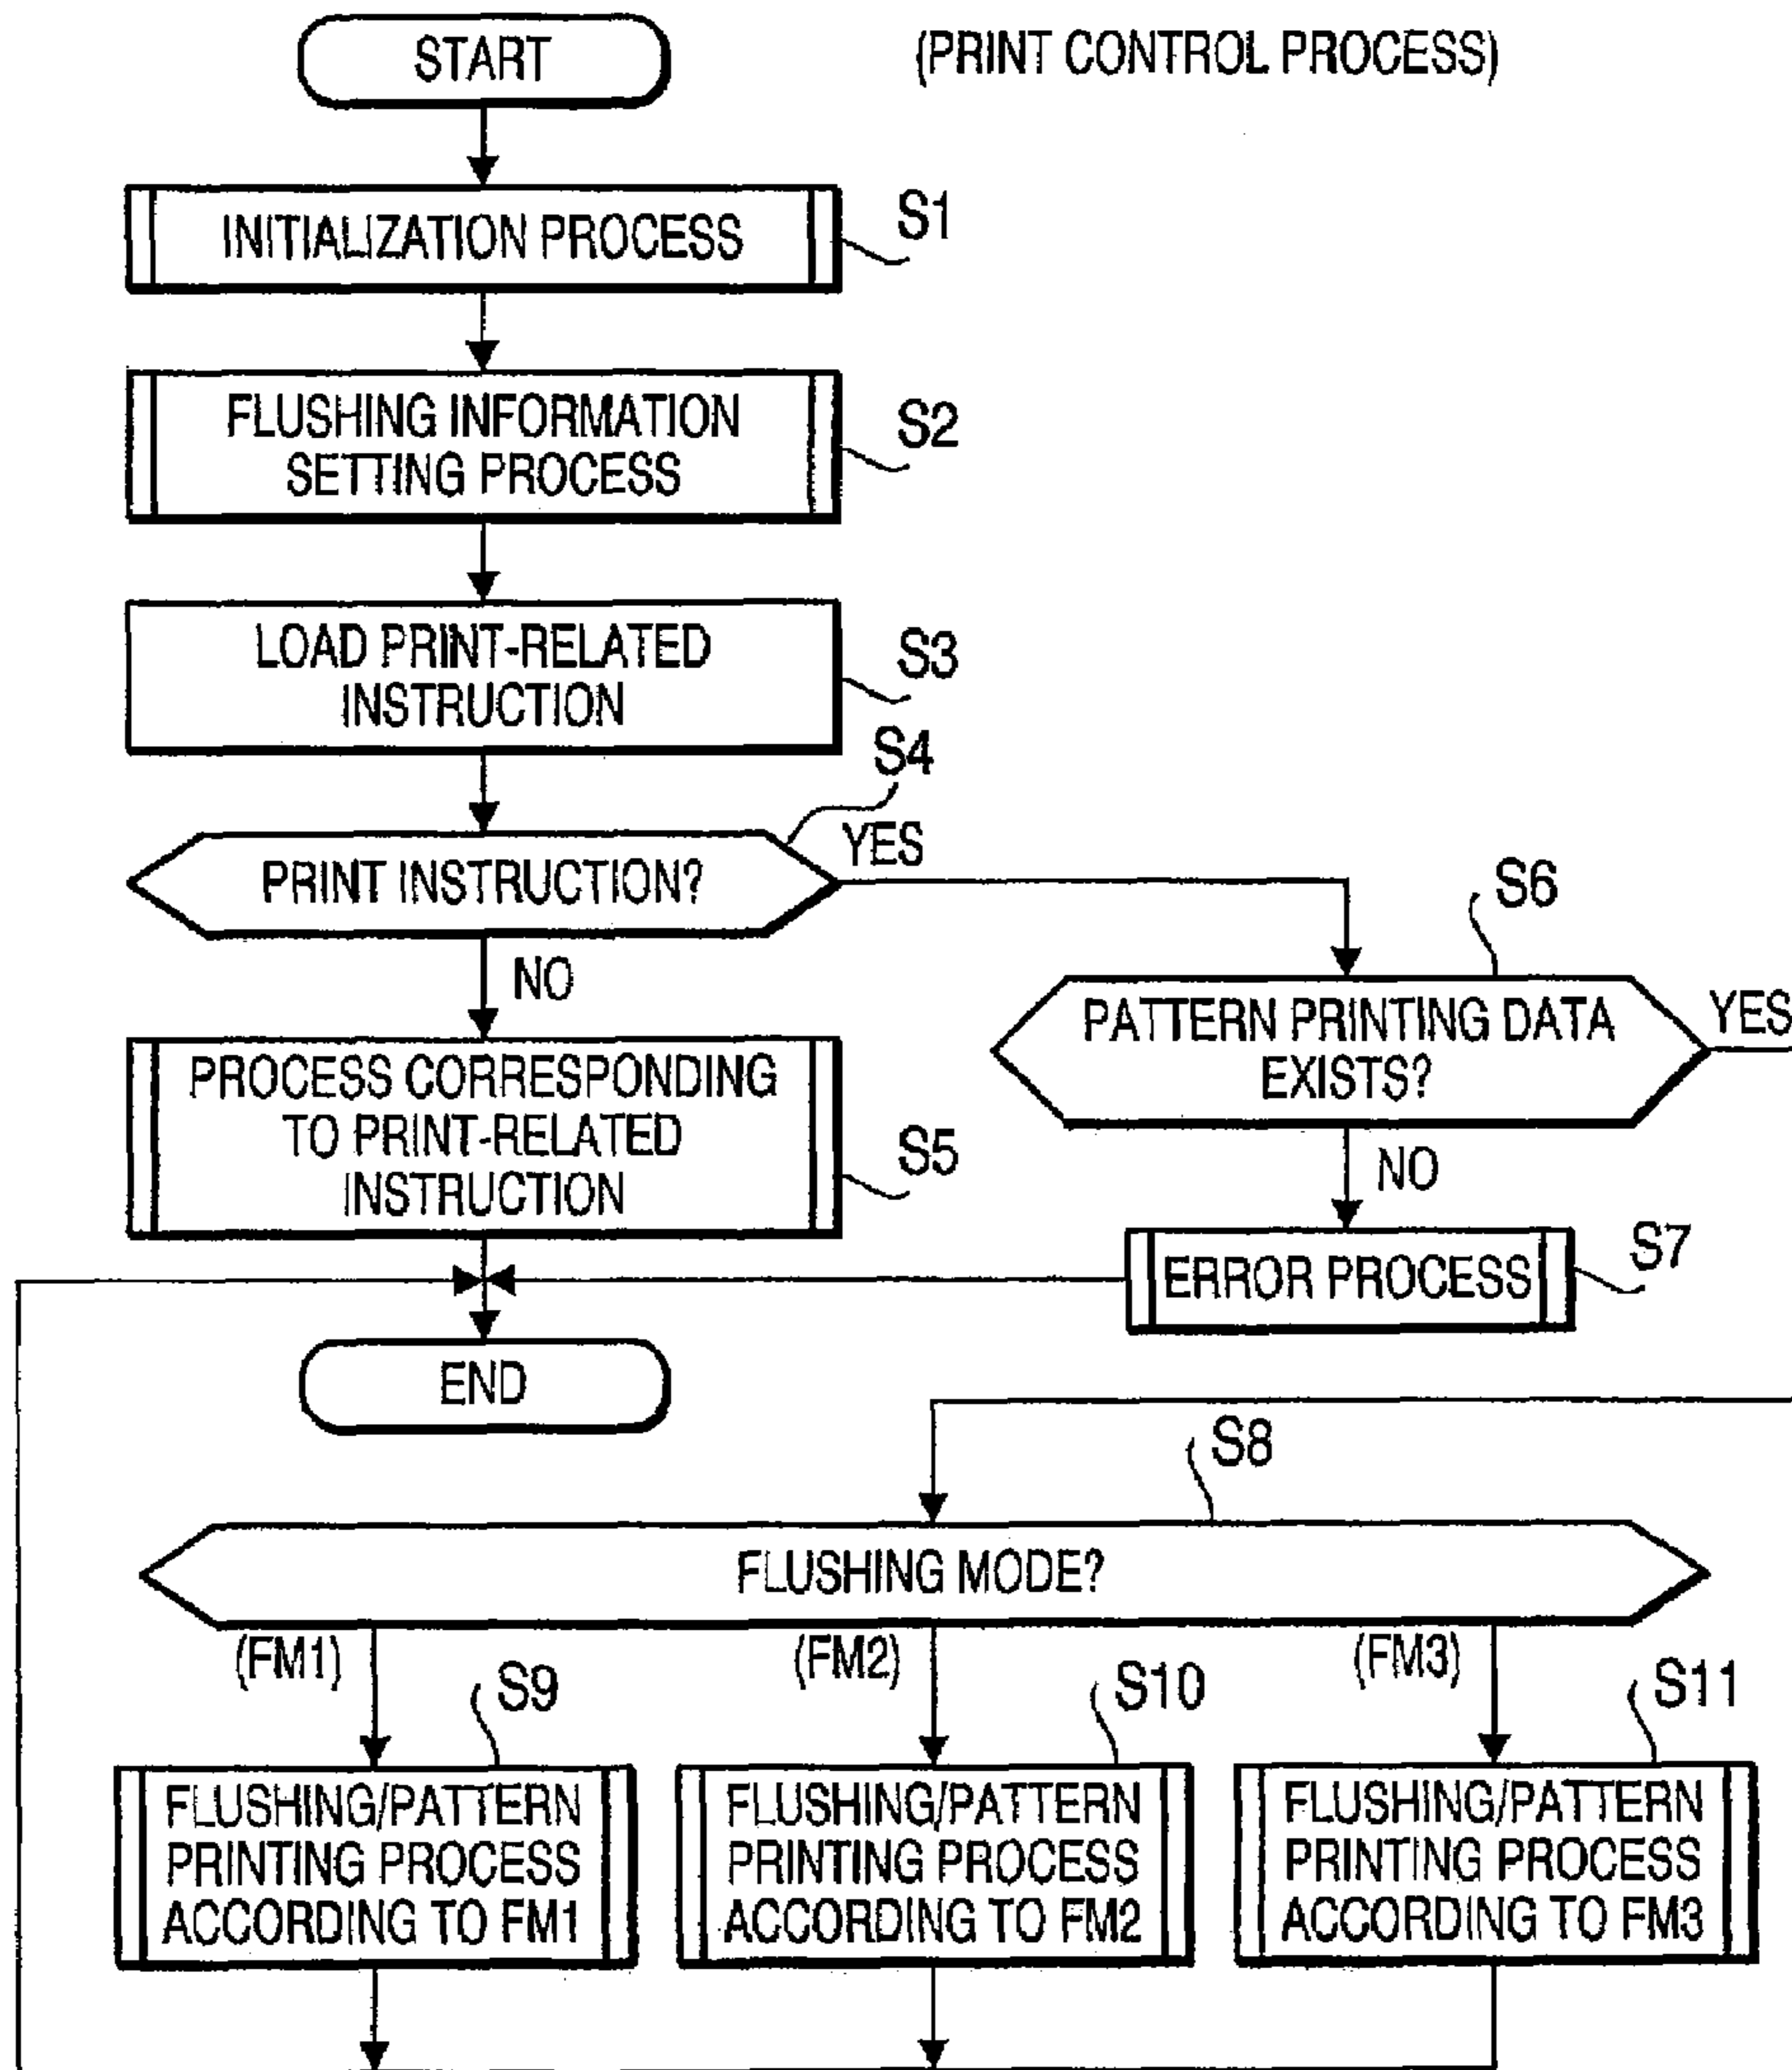 START
(PRINT CONTROL PROCESS)
INITIALIZATION PROCESS
S1
FLUSHING INFORMATION
SETTING PROCESS
S2
LOAD PRINT-RELATED
INSTRUCTION
S3
S4
PRINT INSTRUCTION?
YES
NO
S6
PATTERN PRINTING DATA
EXISTS?
YES
NO
PROCESS CORRESPONDING
TO PRINT-RELATED
INSTRUCTION
S5
ERROR PROCESS
S7
END
S8
FLUSHING MODE?
(FM1)
(FM2)
(FM3)
S9
S10
S11
FLUSHING/PATTERN
PRINTING PROCESS
ACCORDING TO FM1
FLUSHING/PATTERN
PRINTING PROCESS
ACCORDING TO FM2
FLUSHING/PATTERN
PRINTING PROCESS
ACCORDING TO FM3